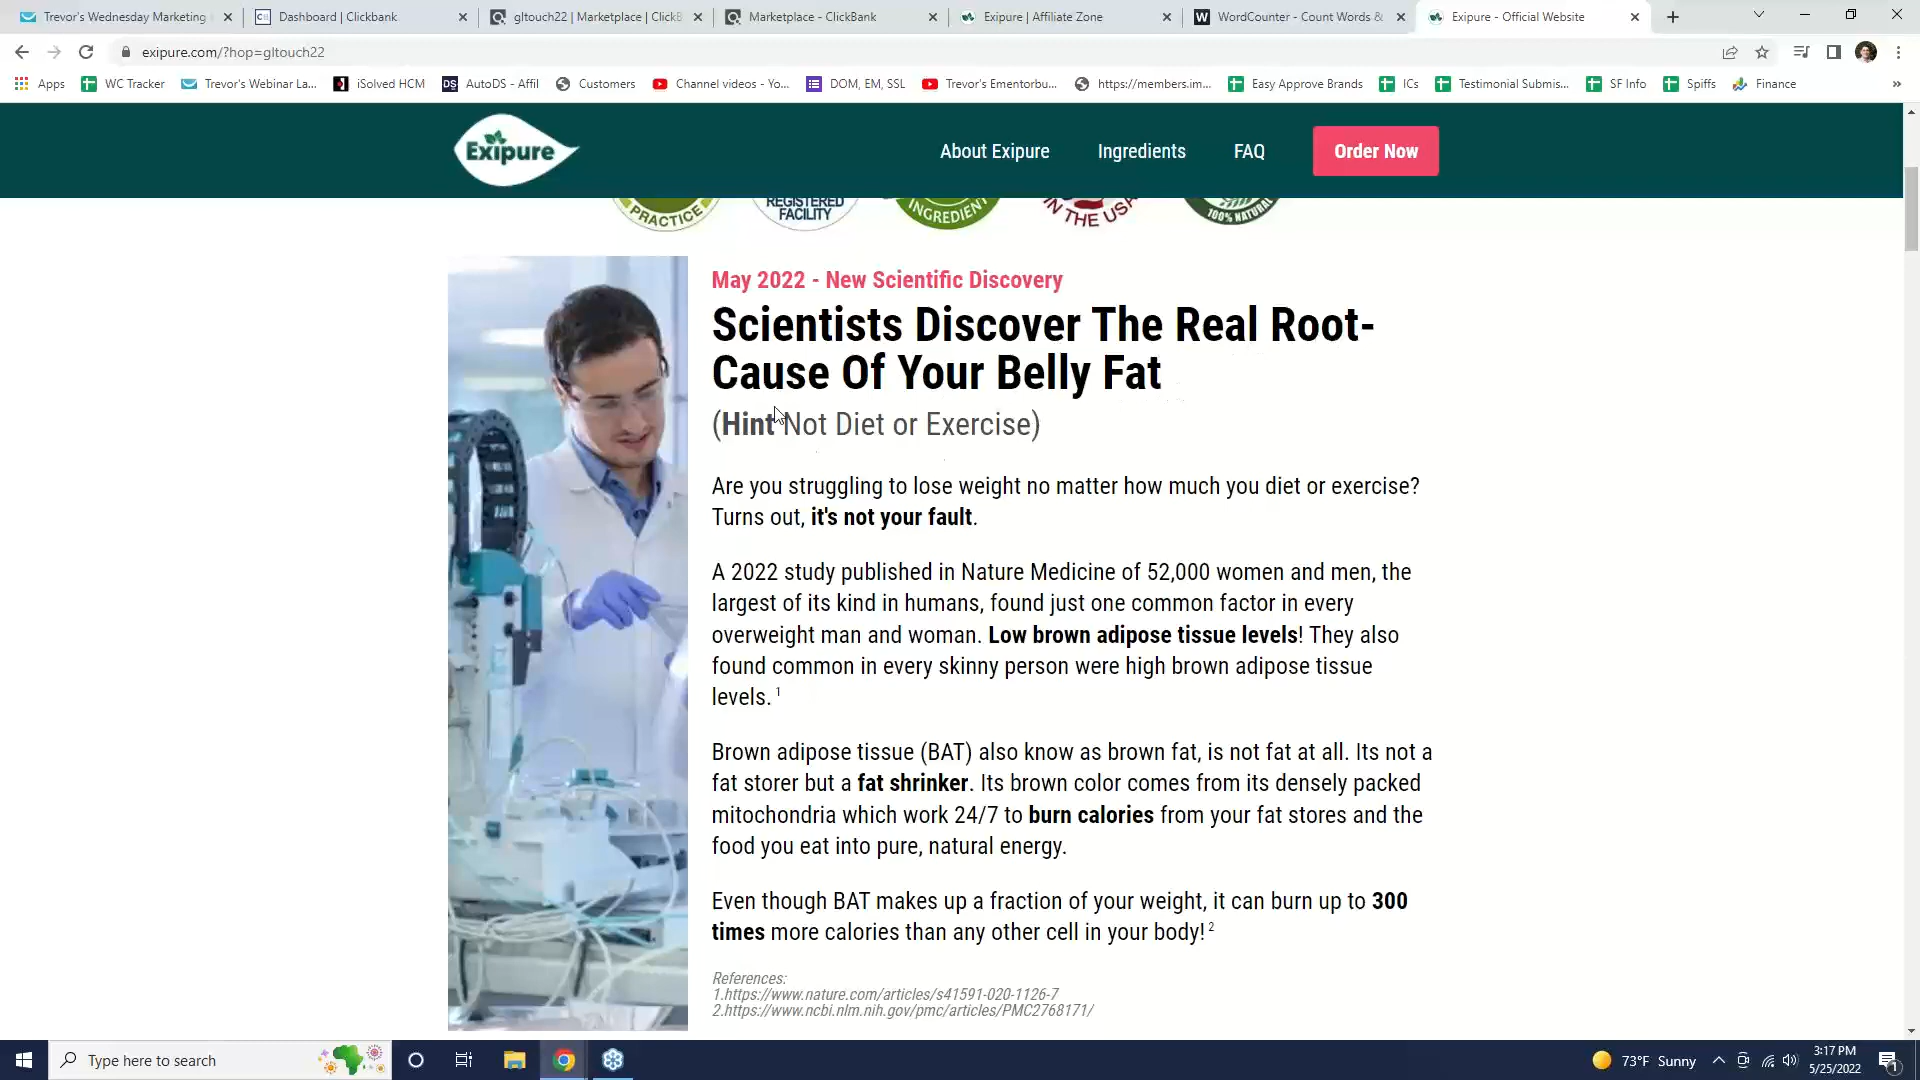 Trevor's Wednesday Marketing
Dashboard | Clickbank
gltouch22 | Marketplace | ClickB
Marketplace - ClickBank
Exipure | Affiliate Zone
WordCounter - Count Words &
Exipure - Official Website
exipure.com/?hop=gltouch22
Apps
WC Tracker
Trevor's Webinar La...
iSolved HCM
AutoDS - Affil
Customers
Channel videos - Yo...
DOM, EM, SSL
Trevor's Ementorbu...
https://members.im...
Easy Approve Brands
ICs
Testimonial Submis...
SF Info
Spiffs
Finance
»
Exipure
About Exipure
Ingredients
FAQ
Order Now
PRACTICE
REGISTERED
FACILITY
INGREDIENT
IN THE USA
100% NATURAL
May 2022 - New Scientific Discovery
Scientists Discover The Real Root-
Cause Of Your Belly Fat
(Hint Not Diet or Exercise)
Are you struggling to lose weight no matter how much you diet or exercise?
Turns out, it's not your fault.
A 2022 study published in Nature Medicine of 52,000 women and men, the
largest of its kind in humans, found just one common factor in every
overweight man and woman. Low brown adipose tissue levels! They also
found common in every skinny person were high brown adipose tissue
levels. 1
Brown adipose tissue (BAT) also know as brown fat, is not fat at all. Its not a
fat storer but a fat shrinker. Its brown color comes from its densely packed
mitochondria which work 24/7 to burn calories from your fat stores and the
food you eat into pure, natural energy.
Even though BAT makes up a fraction of your weight, it can burn up to 300
times more calories than any other cell in your body! 2
References:
1.https://www.nature.com/articles/s41591-020-1126-7
2.https://www.ncbi.nlm.nih.gov/pmc/articles/PMC2768171/
Type here to search
73°F Sunny
3:17 PM
5/25/2022
1